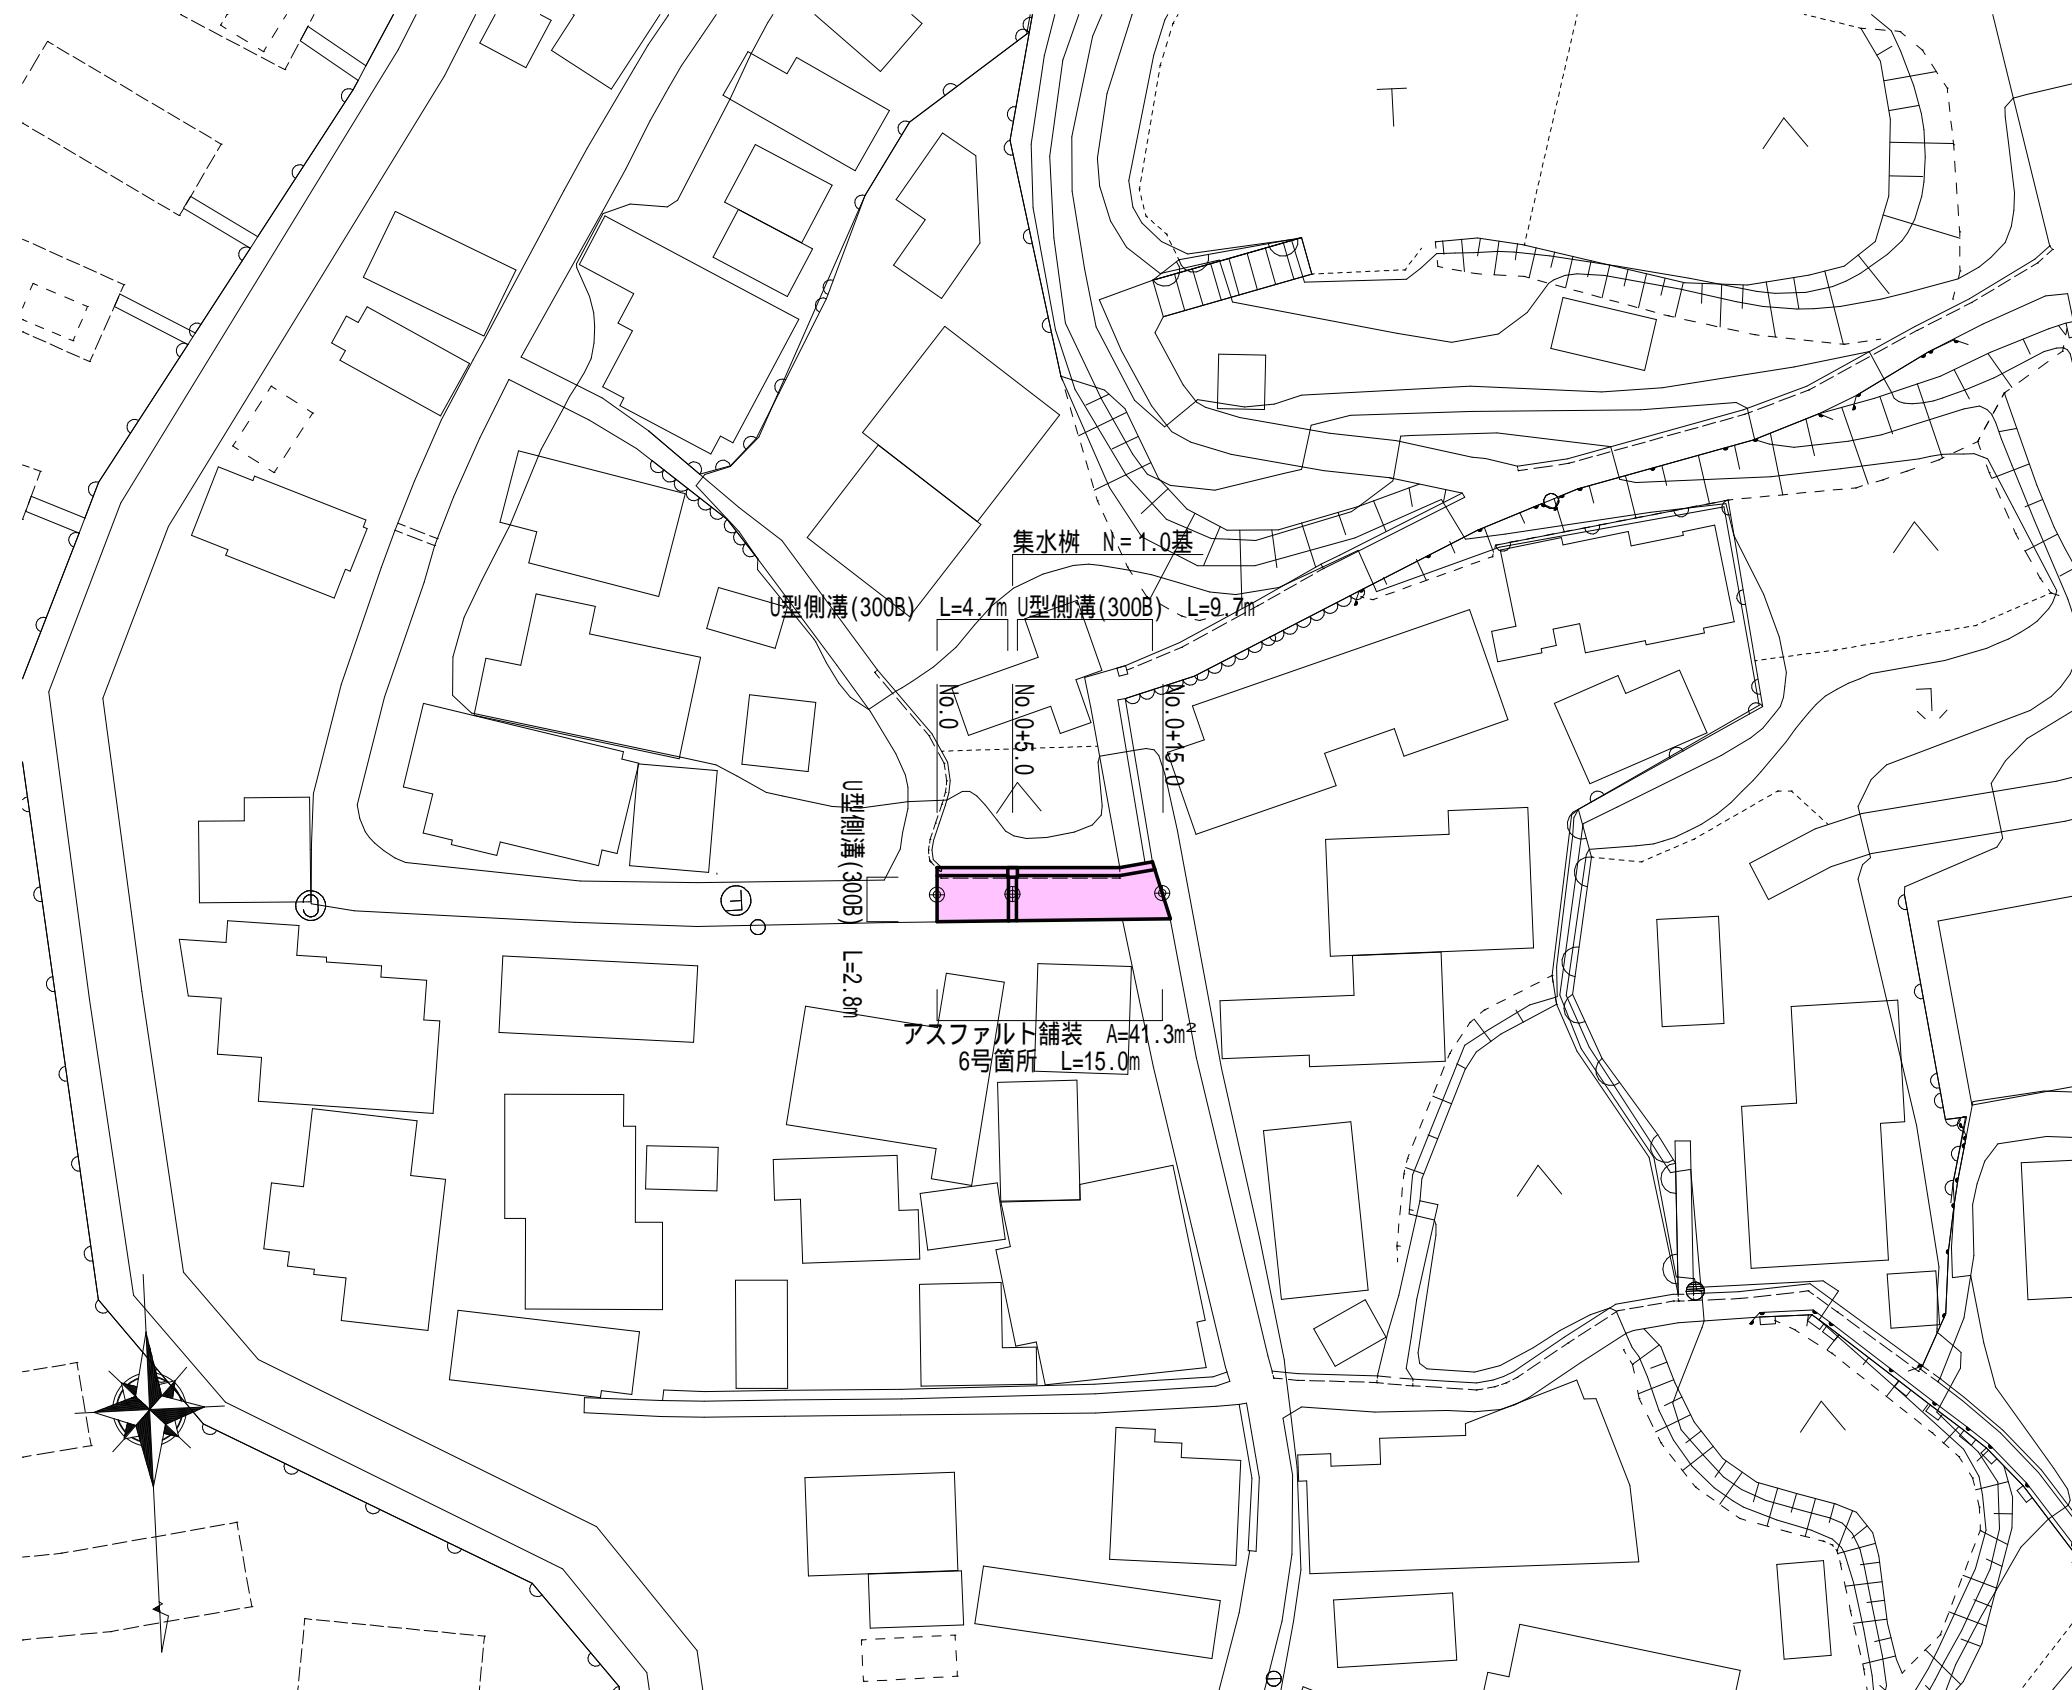 集水桝　N＝1.0基
U型側溝(300B)　L=4.7m
U型側溝(300B)　L=9.7m
No.0
No.0+5.0
No.0+15.0
U型側溝(300B)　L=2.8m
アスファルト舗装　A=41.3m²
6号箇所　L=15.0m